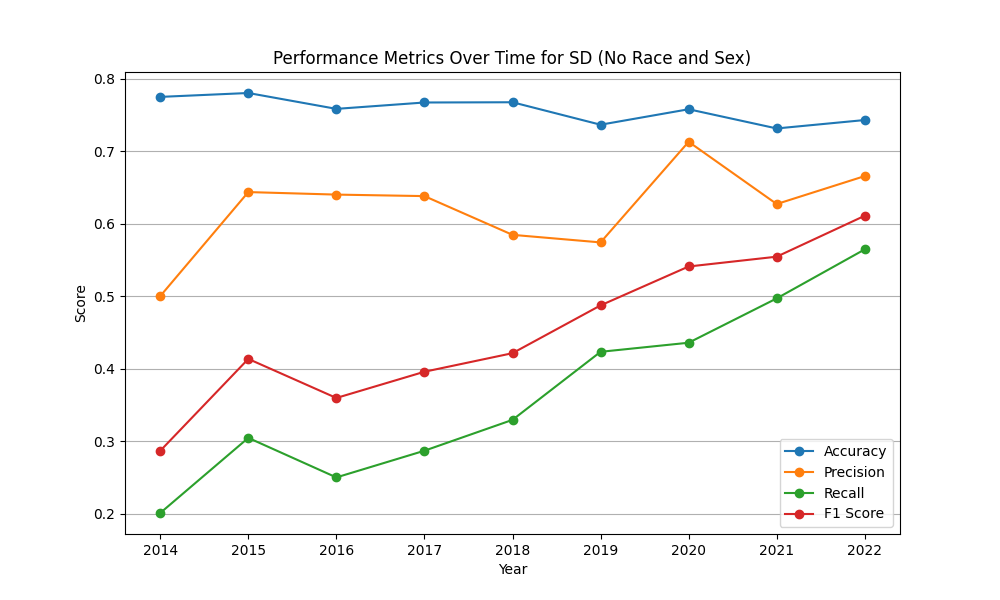 Performance Metrics Over Time for SD (No Race and Sex)
0.8
0.7
0.6
0.5
0.4
0.3
0.2
Score
2014 2015 2016 2017 2018 2019 2020 2021 2022
Year
Accuracy
Precision
Recall
F1 Score